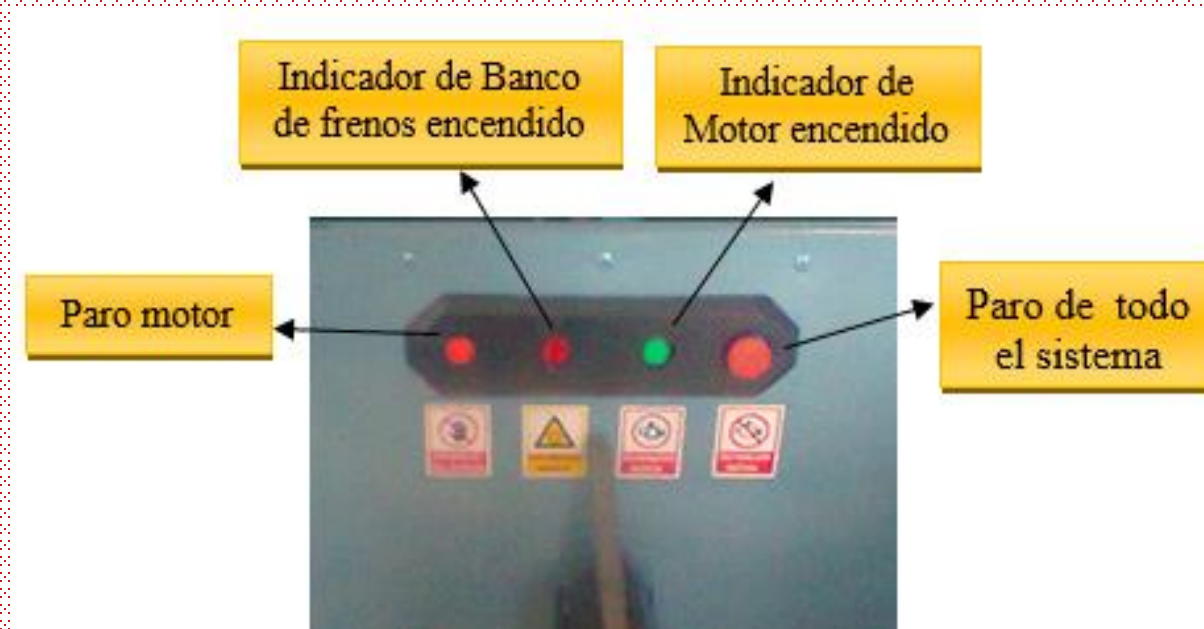 Indicador de Banco
de frenos encendido
Indicador de
Motor encendido
Paro motor
Paro de todo
el sistema